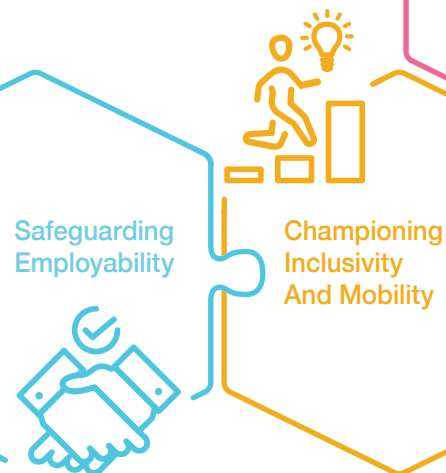 Safeguarding
Employability
Championing
Inclusivity
And Mobility